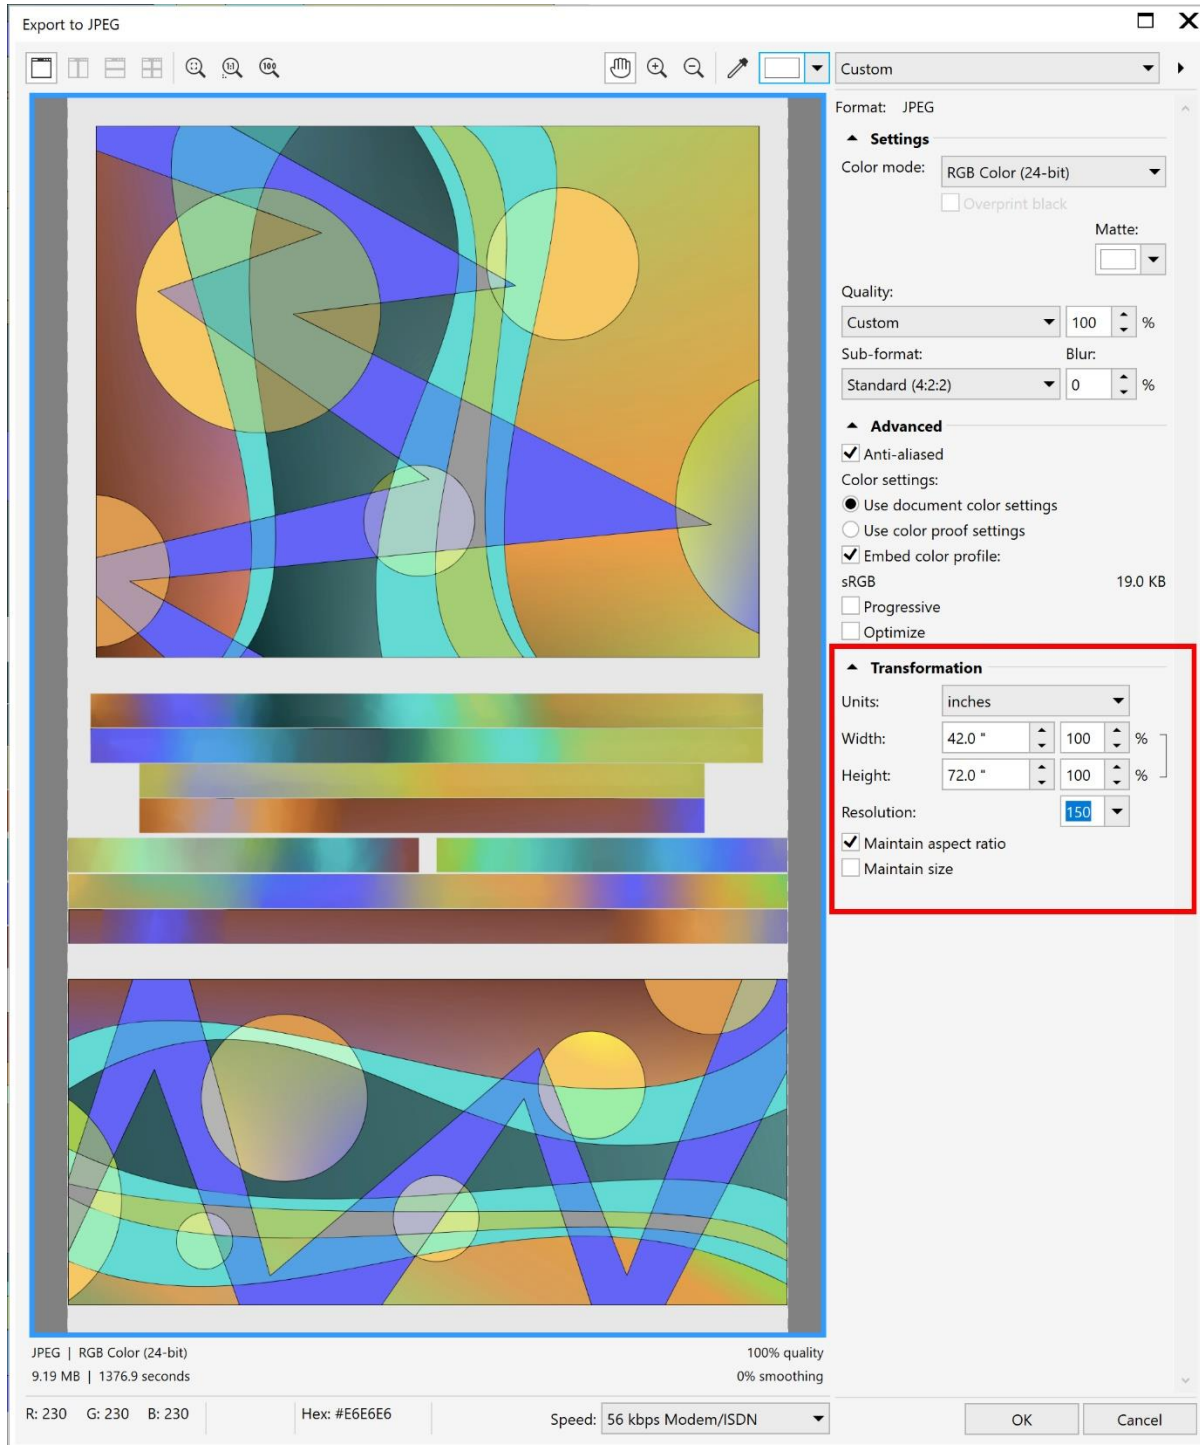 Export to JPEG
1:1
100
Custom
Format: JPEG
Settings
Color mode: RGB Color (24-bit)
Overprint black
Matte:
Quality:
Custom 100 %
Sub-format: Blur:
Standard (4:2:2) 0 %
Advanced
Anti-aliased
Color settings:
Use document color settings
Use color proof settings
Embed color profile:
sRGB 19.0 KB
Progressive
Optimize
Transformation
Units: inches
Width: 42.0 " 100 %
Height: 72.0 " 100 %
Resolution: 150
Maintain aspect ratio
Maintain size
JPEG | RGB Color (24-bit) 100% quality
9.19 MB | 1376.9 seconds 0% smoothing
R: 230 G: 230 B: 230 Hex: #E6E6E6 Speed: 56 kbps Modem/ISDN OK Cancel